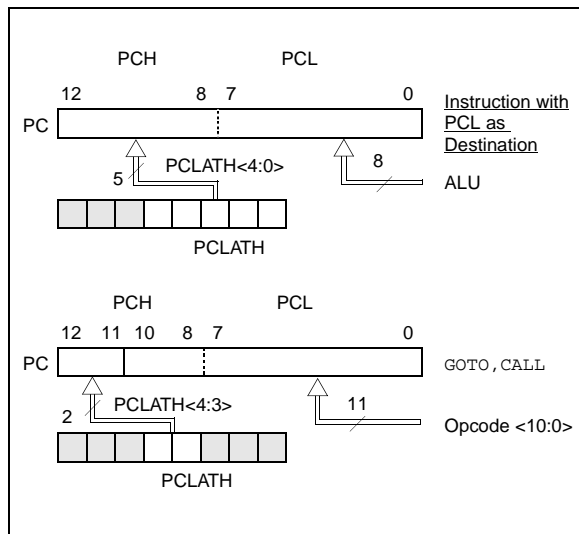 PCH PCL
12 8 7 0
Instruction with
PC
PCL as
Destination
5 PCLATH<4:0> 8
ALU
PCLATH
PCH PCL
12 11 10 8 7 0
PC GOTO,CALL
2 PCLATH<4:3> 11
Opcode <10:0>
PCLATH